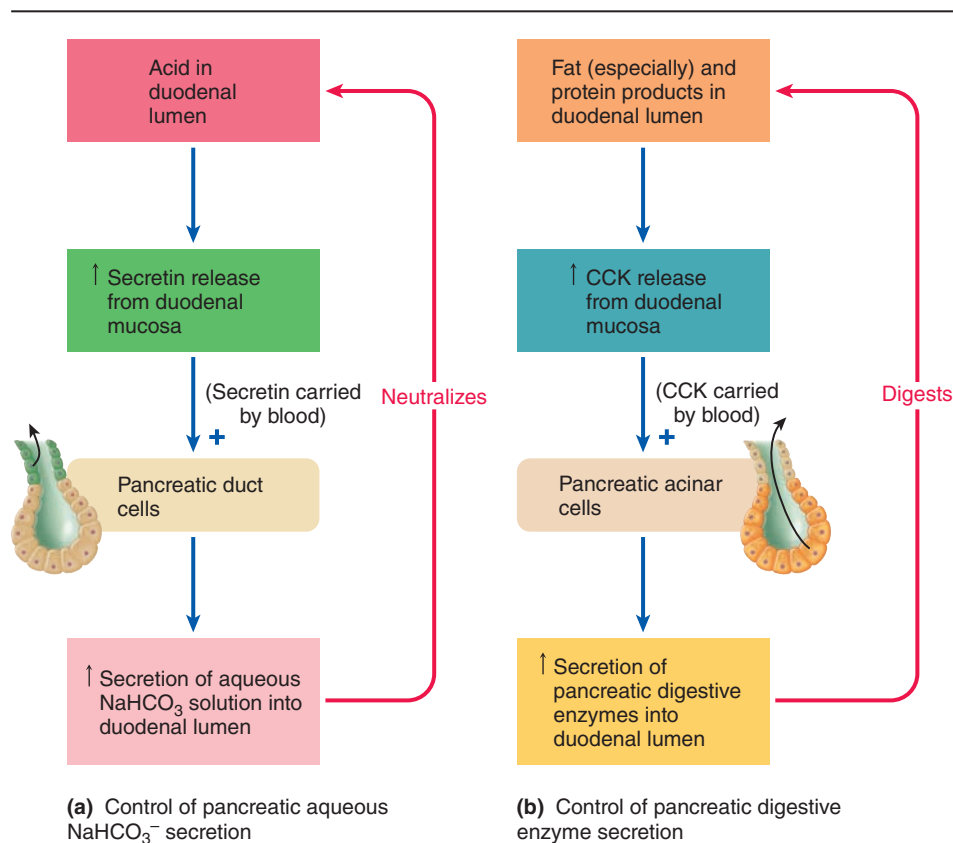 Acid in
duodenal
lumen
↑ Secretin release
from duodenal
mucosa
(Secretin carried
by blood)
+
Neutralizes
Pancreatic duct
cells
↑ Secretion of aqueous
NaHCO₃ solution into
duodenal lumen
(a) Control of pancreatic aqueous
NaHCO₃⁻ secretion
Fat (especially) and
protein products in
duodenal lumen
↑ CCK release
from duodenal
mucosa
(CCK carried
by blood)
+
Digests
Pancreatic acinar
cells
↑ Secretion of
pancreatic digestive
enzymes into
duodenal lumen
(b) Control of pancreatic digestive
enzyme secretion